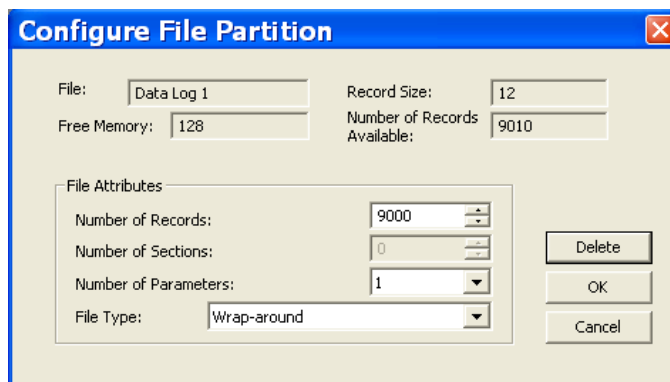 Configure File Partition
File: Data Log 1 Record Size: 12
Free Memory: 128 Number of Records Available: 9010
File Attributes
Number of Records: 9000
Number of Sections: 0
Number of Parameters: 1
File Type: Wrap-around
Delete
OK
Cancel